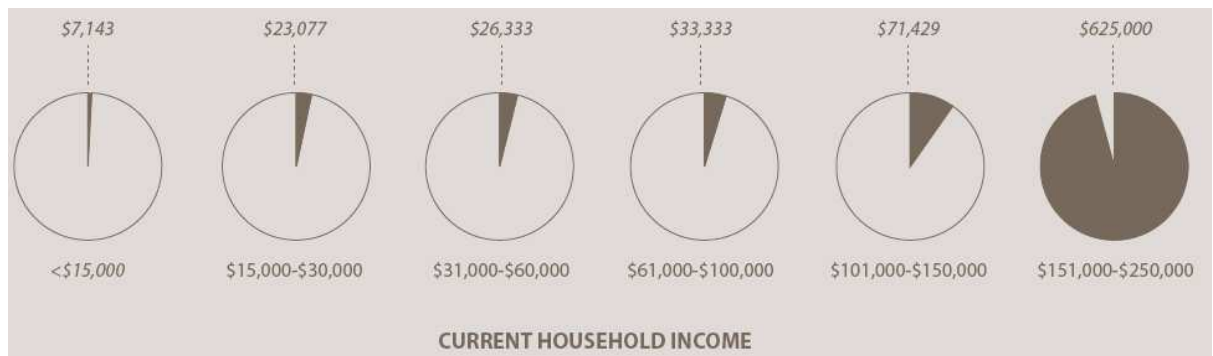 $7,143 $23,077 $26,333 $33,333 $71,429 $625,000
<$15,000 $15,000-$30,000 $31,000-$60,000 $61,000-$100,000 $101,000-$150,000 $151,000-$250,000
CURRENT HOUSEHOLD INCOME